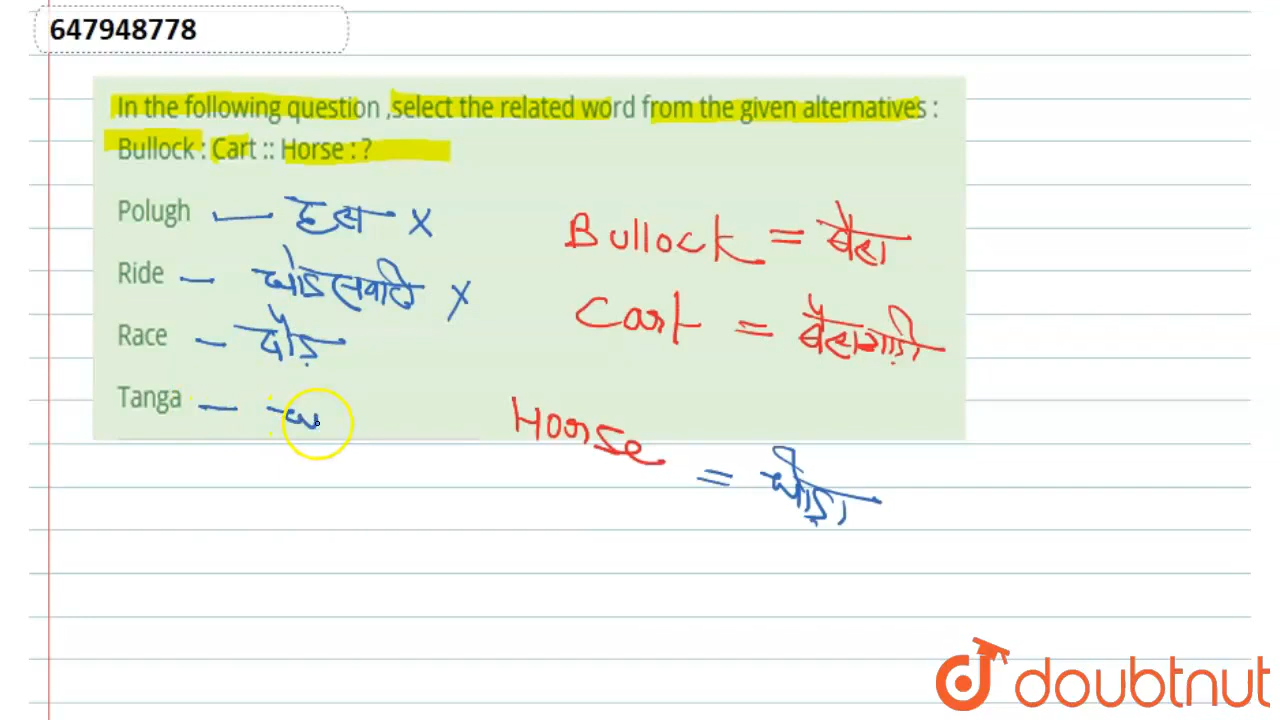 647948778
In the following question ,select the related word from the given alternatives :
Bullock : Cart :: Horse : ?
Polugh — हल X
Ride — घोड़सवारी X
Race — दौड़
Tanga —
Bullock = बैल
Cart = बैलगाड़ी
Horse = घोड़ा
doubtnut